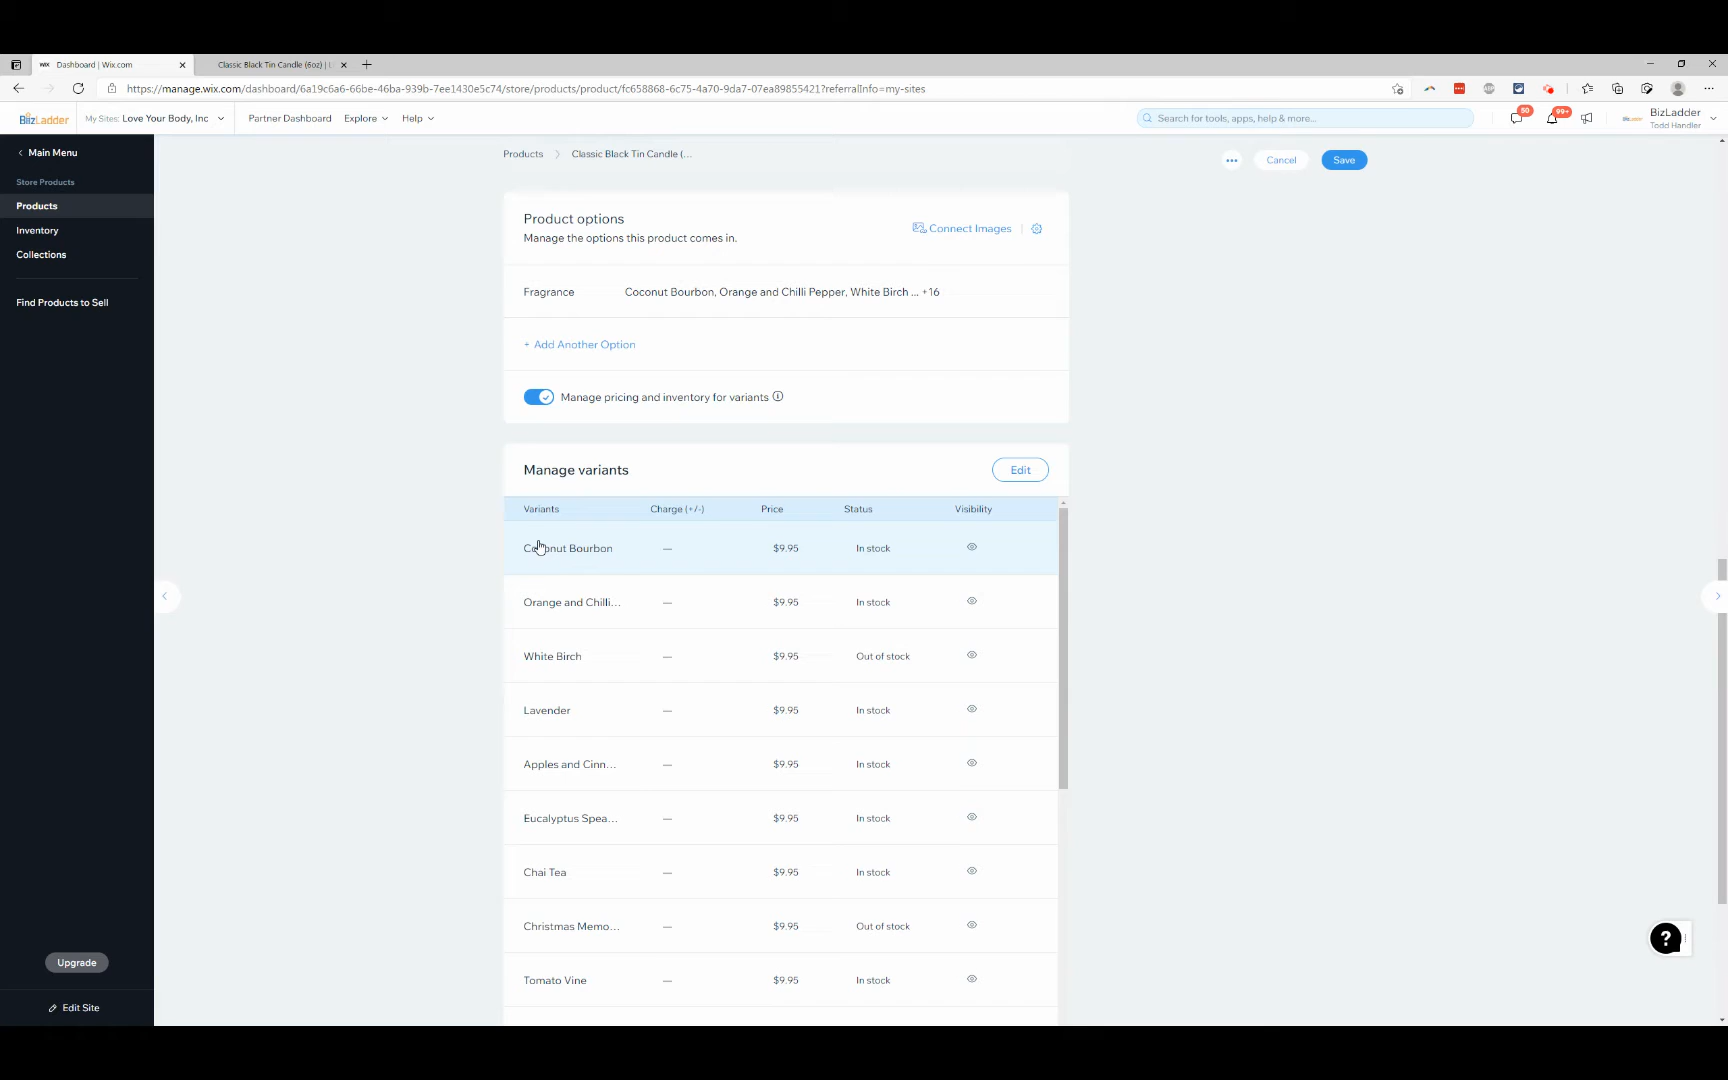 Dashboard | Wix.com
Classic Black Tin Candle (6oz) |
https://manage.wix.com/dashboard/6a19c6a6-66be-46ba-939b-7ee1430e5c74/store/products/product/fc658868-6c75-4a70-9da7-07ea89855421?referralInfo=my-sites
BizLadder My Sites: Love Your Body, Inc Partner Dashboard Explore Help Search for tools, apps, help & more... 50 99+ BizLadder
Todd Handler
Main Menu
Store Products
Products
Inventory
Collections
Find Products to Sell
Upgrade
Edit Site
Products Classic Black Tin Candle (... Cancel Save
Product options
Manage the options this product comes in.
Connect Images
Fragrance Coconut Bourbon, Orange and Chilli Pepper, White Birch ... +16
+ Add Another Option
Manage pricing and inventory for variants
Manage variants Edit
Variants Charge (+/-) Price Status Visibility
Coconut Bourbon — $9.95 In stock
Orange and Chilli... — $9.95 In stock
White Birch — $9.95 Out of stock
Lavender — $9.95 In stock
Apples and Cinn... — $9.95 In stock
Eucalyptus Spea... — $9.95 In stock
Chai Tea — $9.95 In stock
Christmas Memo... — $9.95 Out of stock
Tomato Vine — $9.95 In stock
?